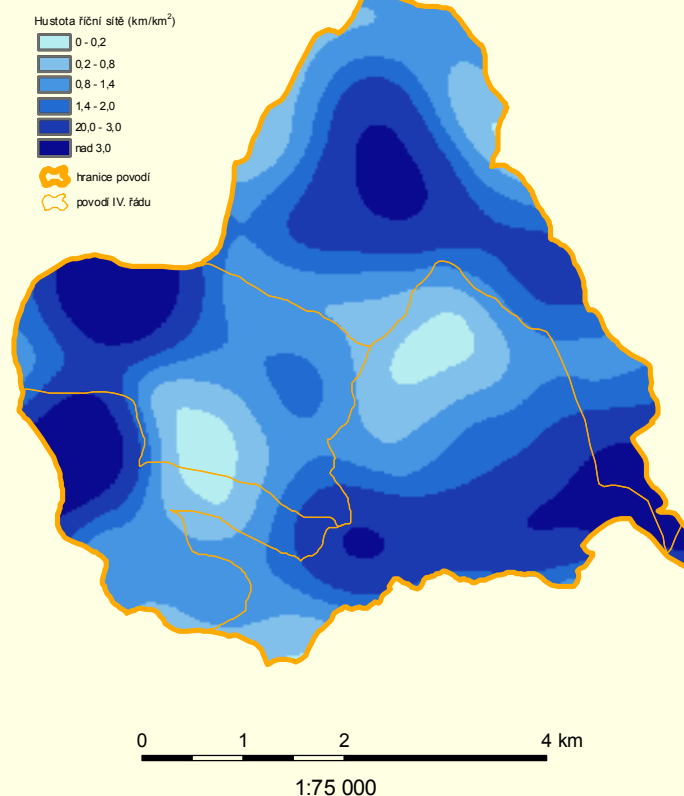 Hustota říční sítě (km/km²)
0 - 0,2
0,2 - 0,8
0,8 - 1,4
1,4 - 2,0
20,0 - 3,0
nad 3,0
hranice povodí
povodí IV. řádu
0 1 2 4 km
1:75 000